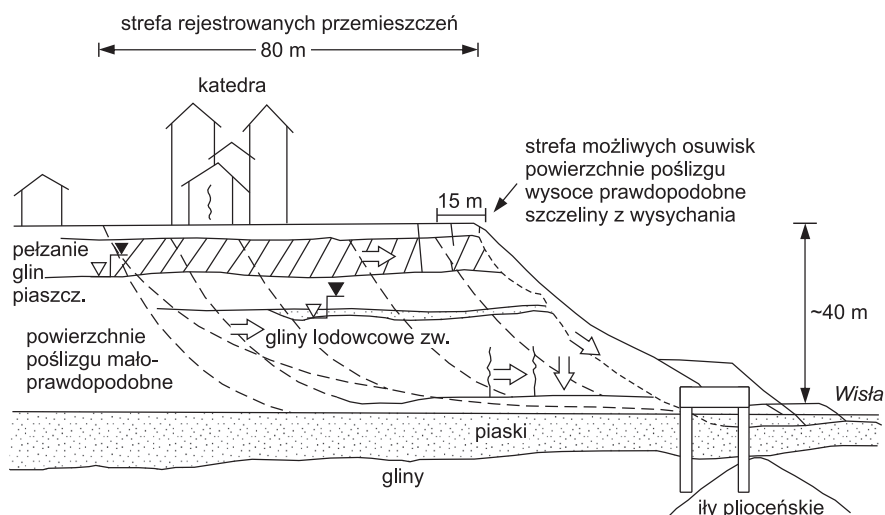 strefa rejestrowanych przemieszczeń
80 m
katedra
strefa możliwych osuwisk
powierzchnie poślizgu
wysoce prawdopodobne
szczeliny z wysychania
15 m
pełzanie
glin
piaszcz.
~40 m
powierzchnie
poślizgu mało-
prawdopodobne
gliny lodowcowe zw.
Wisła
piaski
gliny
iły plioceńskie